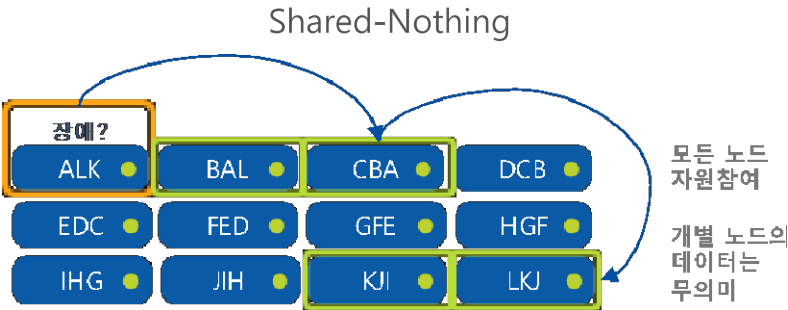 Shared-Nothing
장애?
ALK
BAL
CBA
DCB
모든 노드
자원참여
EDC
FED
GFE
HGF
개별 노드의
데이터는
무의미
IHG
JIH
KJI
LKJ